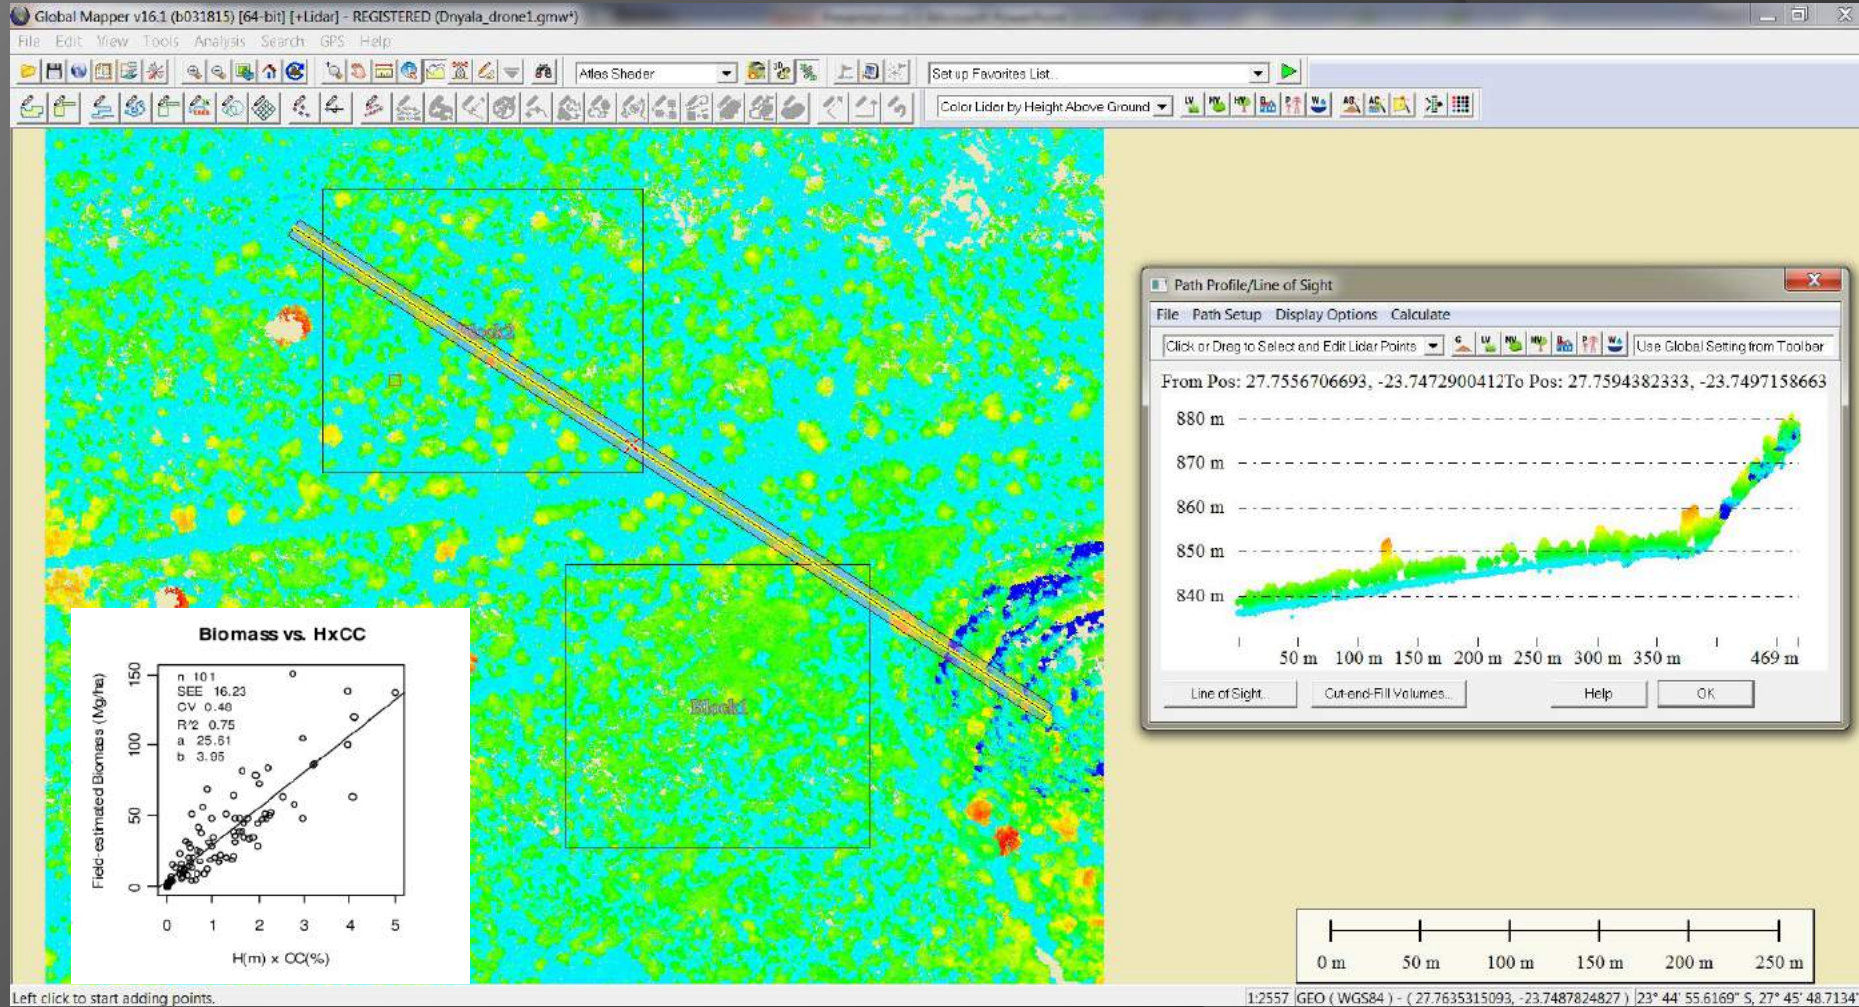 Global Mapper v16.1 (b031815) [64-bit] [+Lidar] - REGISTERED (Dnyala_drone1.gmw*)
File Edit View Tools Analysis Search GPS Help
Atlas Shader
Set up Favorites List...
Color Lidar by Height Above Ground
Block2
Block1
Path Profile/Line of Sight
File Path Setup Display Options Calculate
Click or Drag to Select and Edit Lidar Points
Use Global Setting from Toolbar
From Pos: 27.7556706693, -23.7472900412To Pos: 27.7594382333, -23.7497158663
880 m
870 m
860 m
850 m
840 m
50 m 100 m 150 m 200 m 250 m 300 m 350 m 469 m
Line of Sight...
Cut-and-Fill Volumes...
Help
OK
Biomass vs. HxCC
Field-estimated Biomass (Mg/ha)
n 101
SEE 16.23
CV 0.48
R^2 0.75
a 25.61
b 3.95
150
100
50
0
0 1 2 3 4 5
H(m) x CC(%)
0 m 50 m 100 m 150 m 200 m 250 m
Left click to start adding points.
1:2557 GEO ( WGS84 ) - ( 27.7635315093, -23.7487824827 ) 23° 44' 55.6169" S, 27° 45' 48.7134"